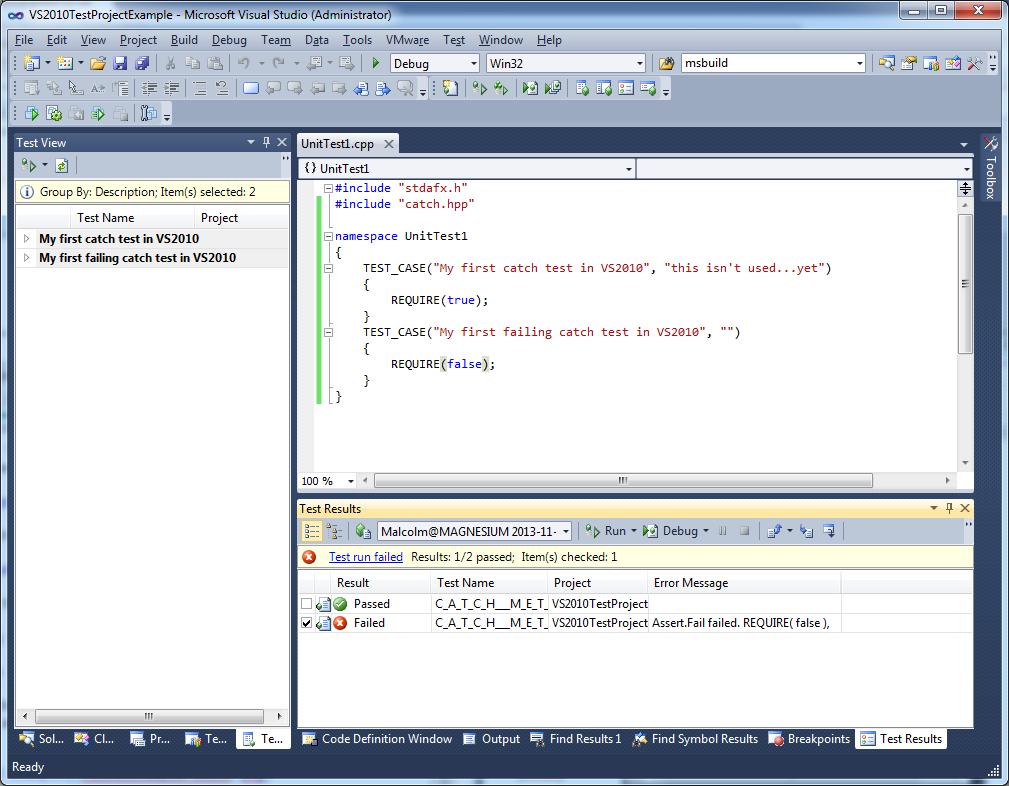 VS2010TestProjectExample - Microsoft Visual Studio (Administrator)
File Edit View Project Build Debug Team Data Tools VMware Test Window Help
Debug Win32 msbuild
Test View
Group By: Description; Item(s) selected: 2
Test Name Project
My first catch test in VS2010
My first failing catch test in VS2010
UnitTest1.cpp
{} UnitTest1
#include "stdafx.h"
#include "catch.hpp"
namespace UnitTest1
{
TEST_CASE("My first catch test in VS2010", "this isn't used...yet")
{
REQUIRE(true);
}
TEST_CASE("My first failing catch test in VS2010", "")
{
REQUIRE(false);
}
}
100 %
Toolbox
Test Results
Malcolm@MAGNESIUM 2013-11- Run Debug
Test run failed Results: 1/2 passed; Item(s) checked: 1
Result Test Name Project Error Message
Passed C_A_T_C_H___M_E_T_ VS2010TestProject
Failed C_A_T_C_H___M_E_T_ VS2010TestProject Assert.Fail failed. REQUIRE( false ),
Sol... Cl... Pr... Te... Te...
Code Definition Window Output Find Results 1 Find Symbol Results Breakpoints Test Results
Ready